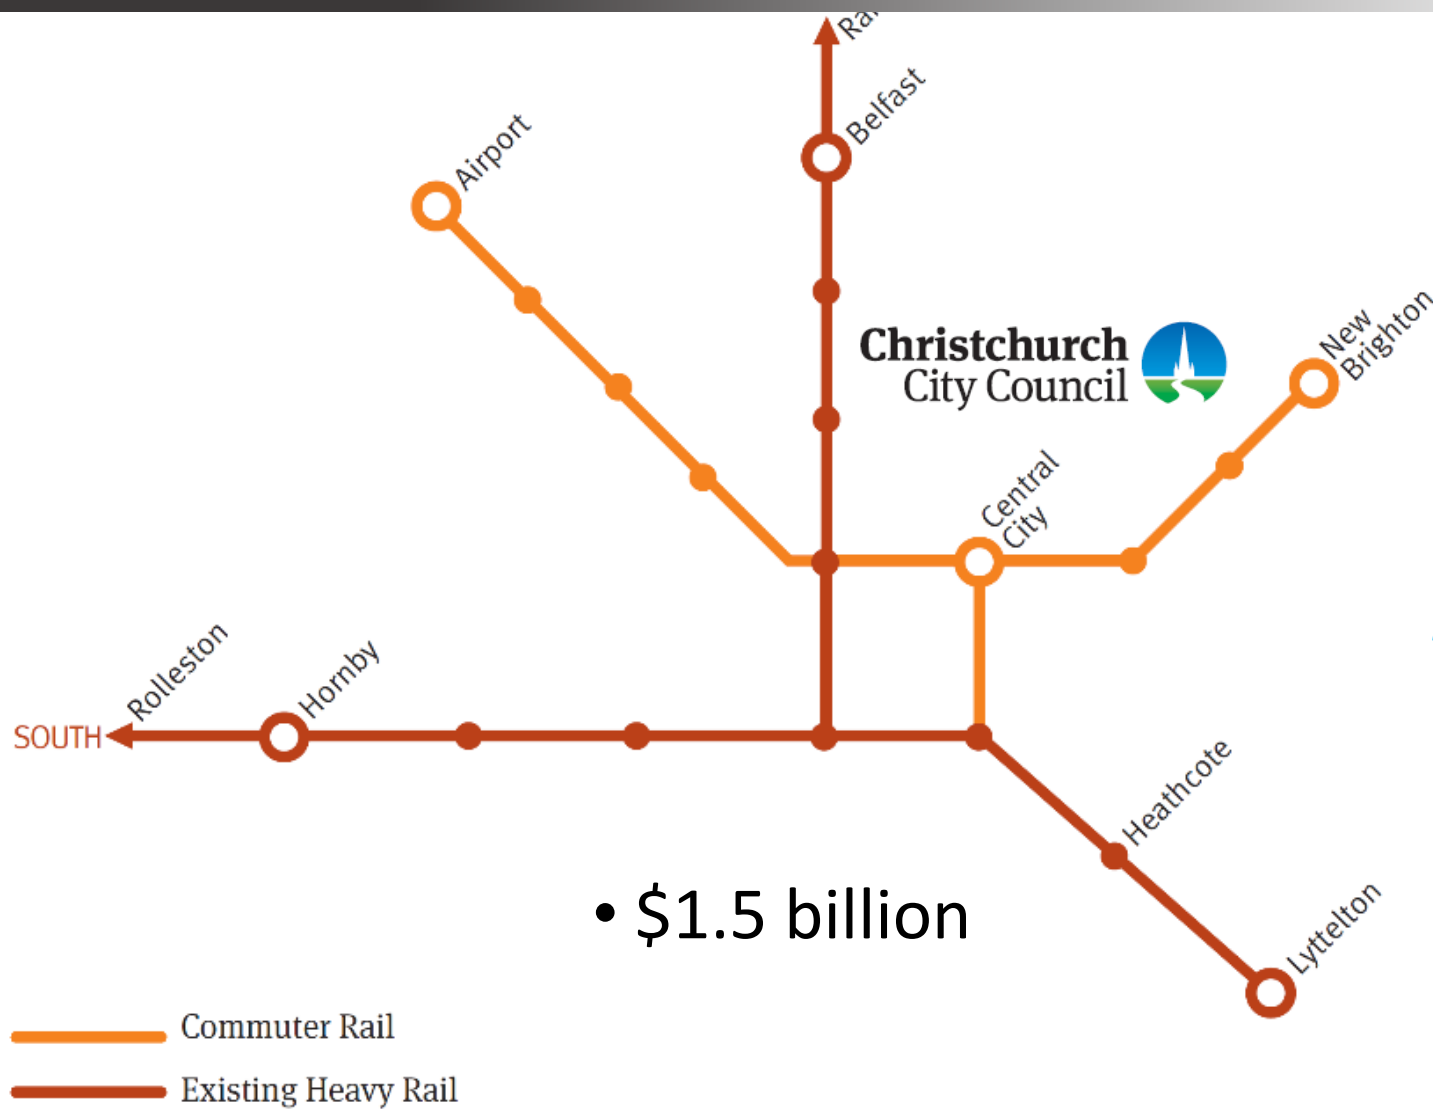 Belfast
Airport
Christchurch
City Council
New
Brighton
Central
City
Rolleston
Hornby
SOUTH
Heathcote
• $1.5 billion
Lyttelton
Commuter Rail
Existing Heavy Rail